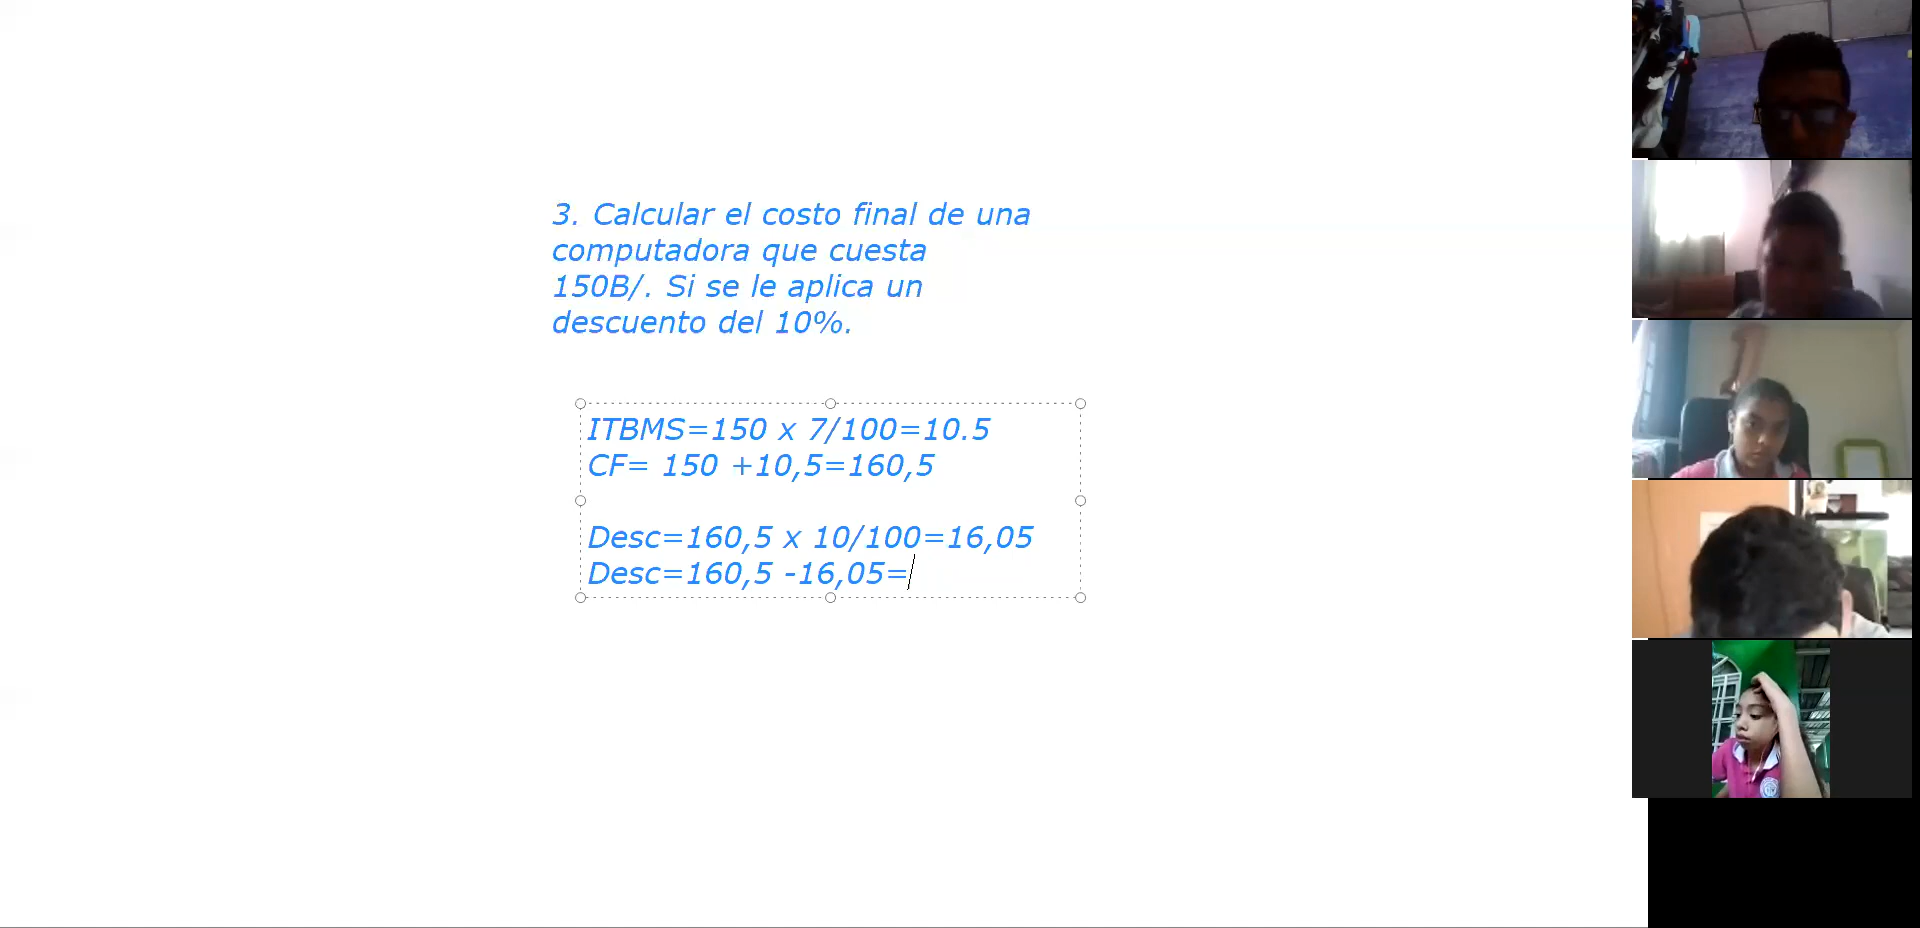 3. Calcular el costo final de una
computadora que cuesta
150B/. Si se le aplica un
descuento del 10%.
ITBMS=150 x 7/100=10.5
CF= 150 +10,5=160,5
Desc=160,5 x 10/100=16,05
Desc=160,5 -16,05=